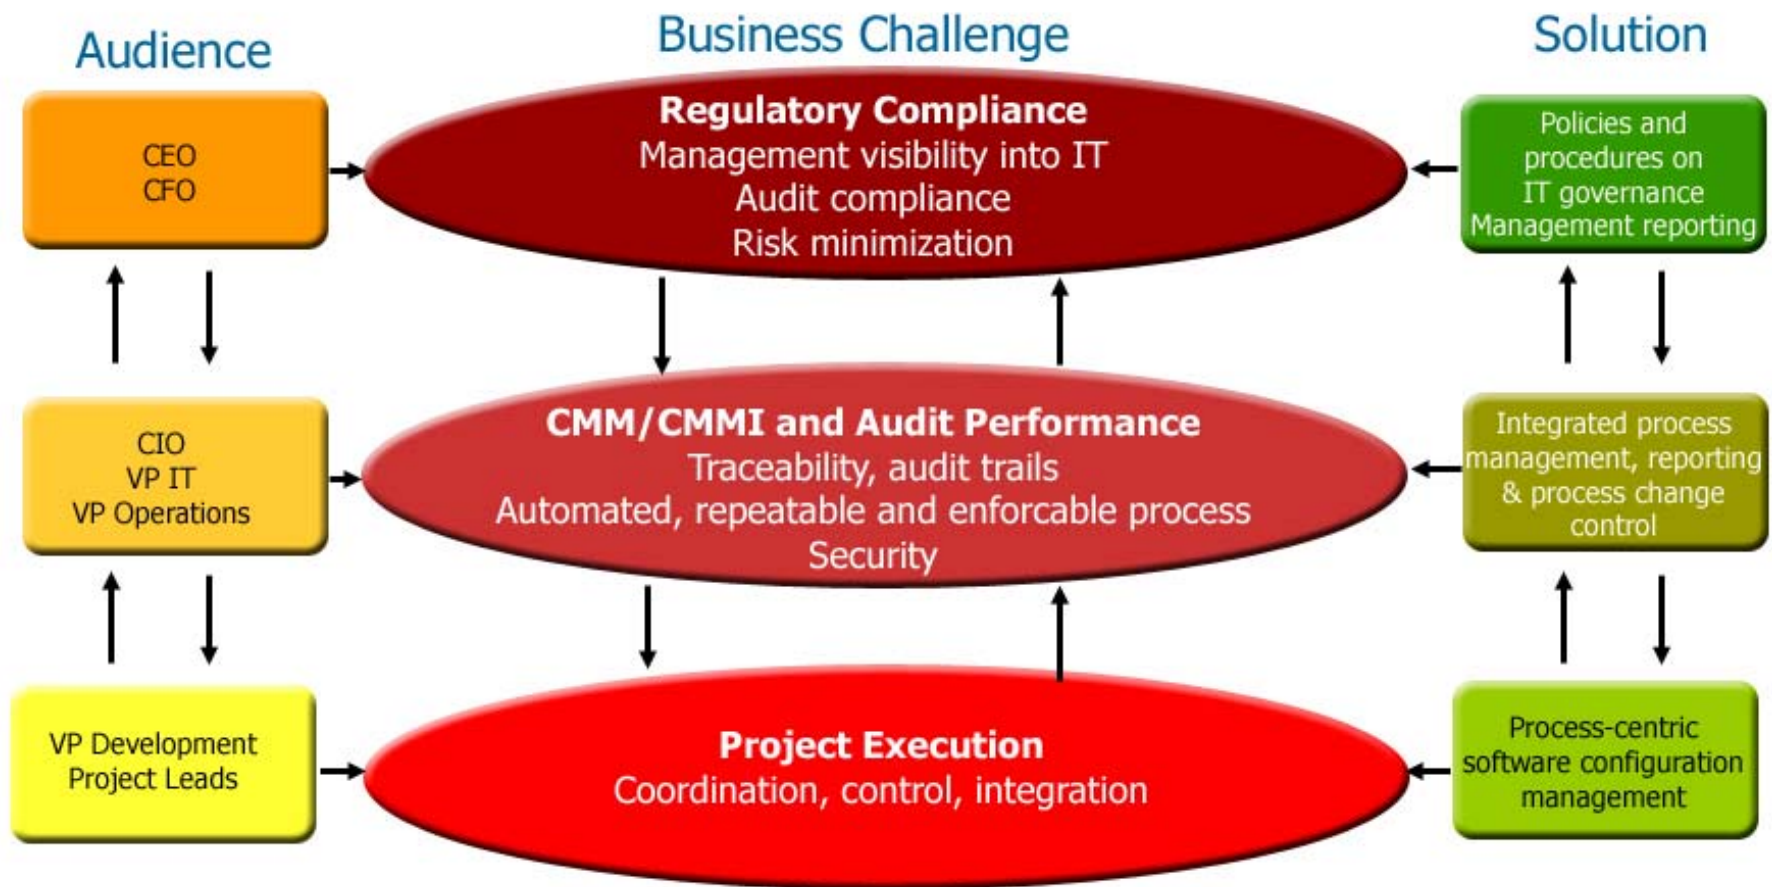 Audience
Business Challenge
Solution
CEO
CFO
Regulatory Compliance
Management visibility into IT
Audit compliance
Risk minimization
Policies and
procedures on
IT governance
Management reporting
CIO
VP IT
VP Operations
CMM/CMMI and Audit Performance
Traceability, audit trails
Automated, repeatable and enforcable process
Security
Integrated process
management, reporting
& process change
control
VP Development
Project Leads
Project Execution
Coordination, control, integration
Process-centric
software configuration
management